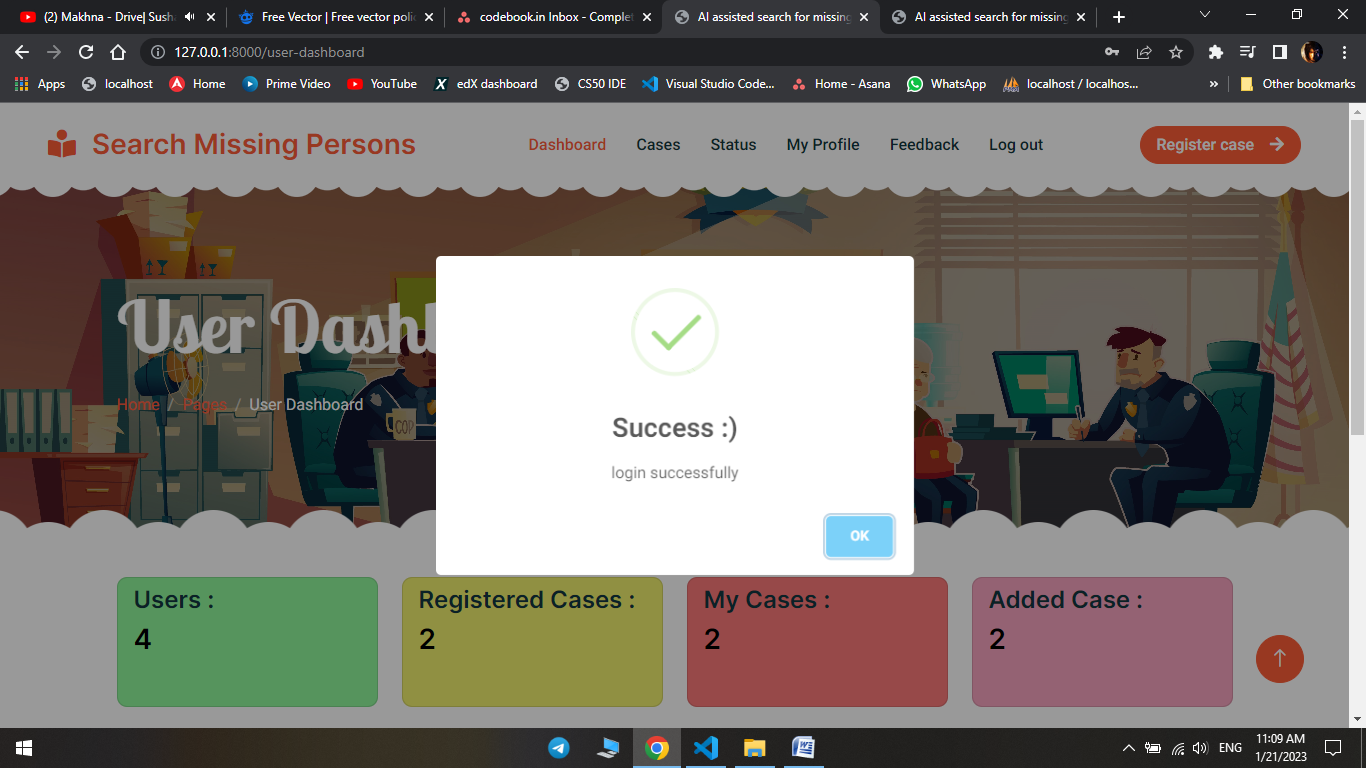 (2) Makhna - Drive| Susha
Free Vector | Free vector polic
codebook.in Inbox - Complet
AI assisted search for missing
AI assisted search for missing
127.0.0.1:8000/user-dashboard
Apps
localhost
Home
Prime Video
YouTube
edX dashboard
CS50 IDE
Visual Studio Code...
Home - Asana
WhatsApp
localhost / localhos...
»
Other bookmarks
Search Missing Persons
Dashboard
Cases
Status
My Profile
Feedback
Log out
Register case
User Dashb
Home / Pages / User Dashboard
COP
Success :)
login successfully
OK
Users :
4
Registered Cases :
2
My Cases :
2
Added Case :
2
ENG
11:09 AM
1/21/2023